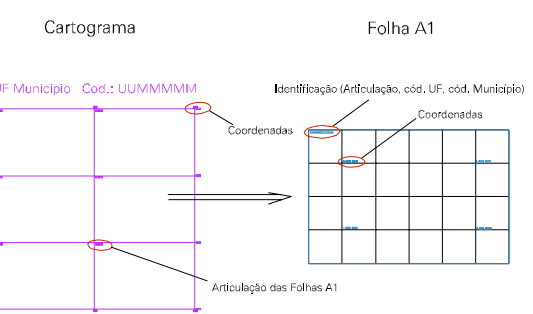 Cartograma
Folha A1
UF Município Cod.: UUMMMMM
Identificação (Articulação, cód. UF, cód. Município)
Coordenadas
Coordenadas
Articulação das Folhas A1